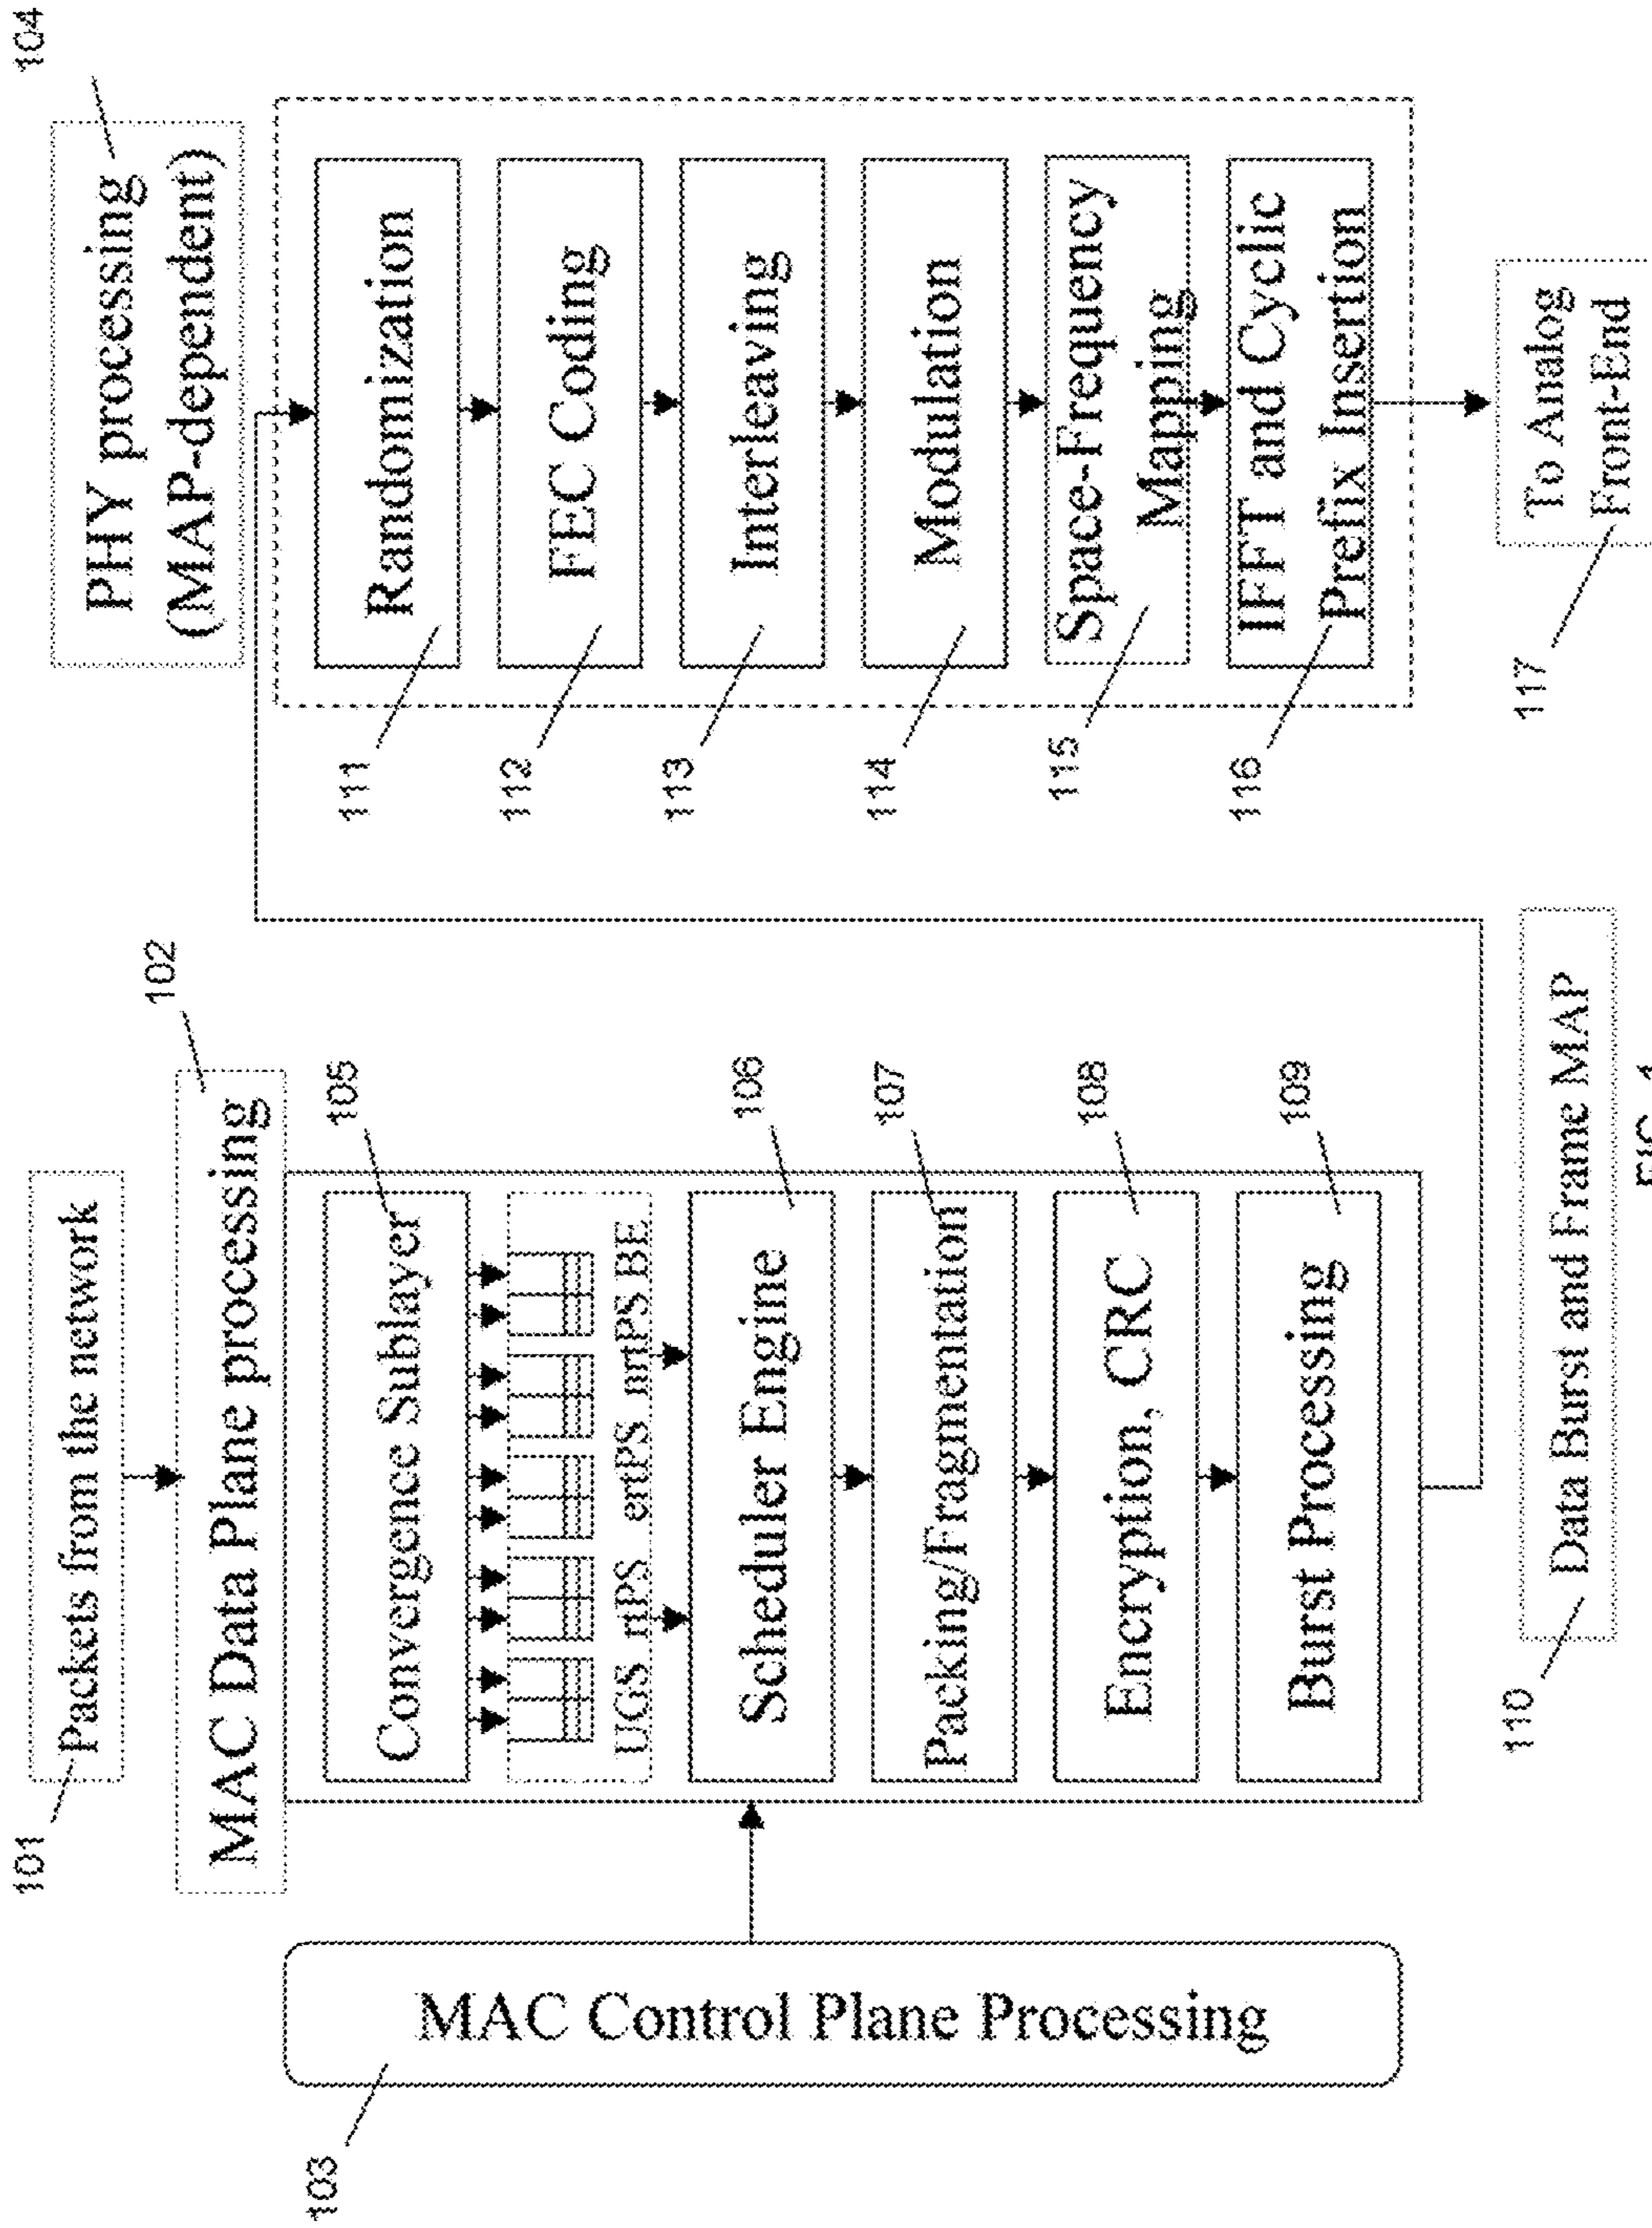 101
Packets from the network
102
MAC Data Plane processing
103
MAC Control Plane Processing
105
Convergence Sublayer
UGS rtPS ertPS nrtPS BE
106
Scheduler Engine
107
Packing/Fragmentation
108
Encryption, CRC
109
Burst Processing
110
Data Burst and Frame MAP
104
PHY processing
(MAP-dependent)
111
Randomization
112
FEC Coding
113
Interleaving
114
Modulation
115
Space-Frequency
Mapping
116
IFFT and Cyclic
Prefix Insertion
117
To Analog
Front-End